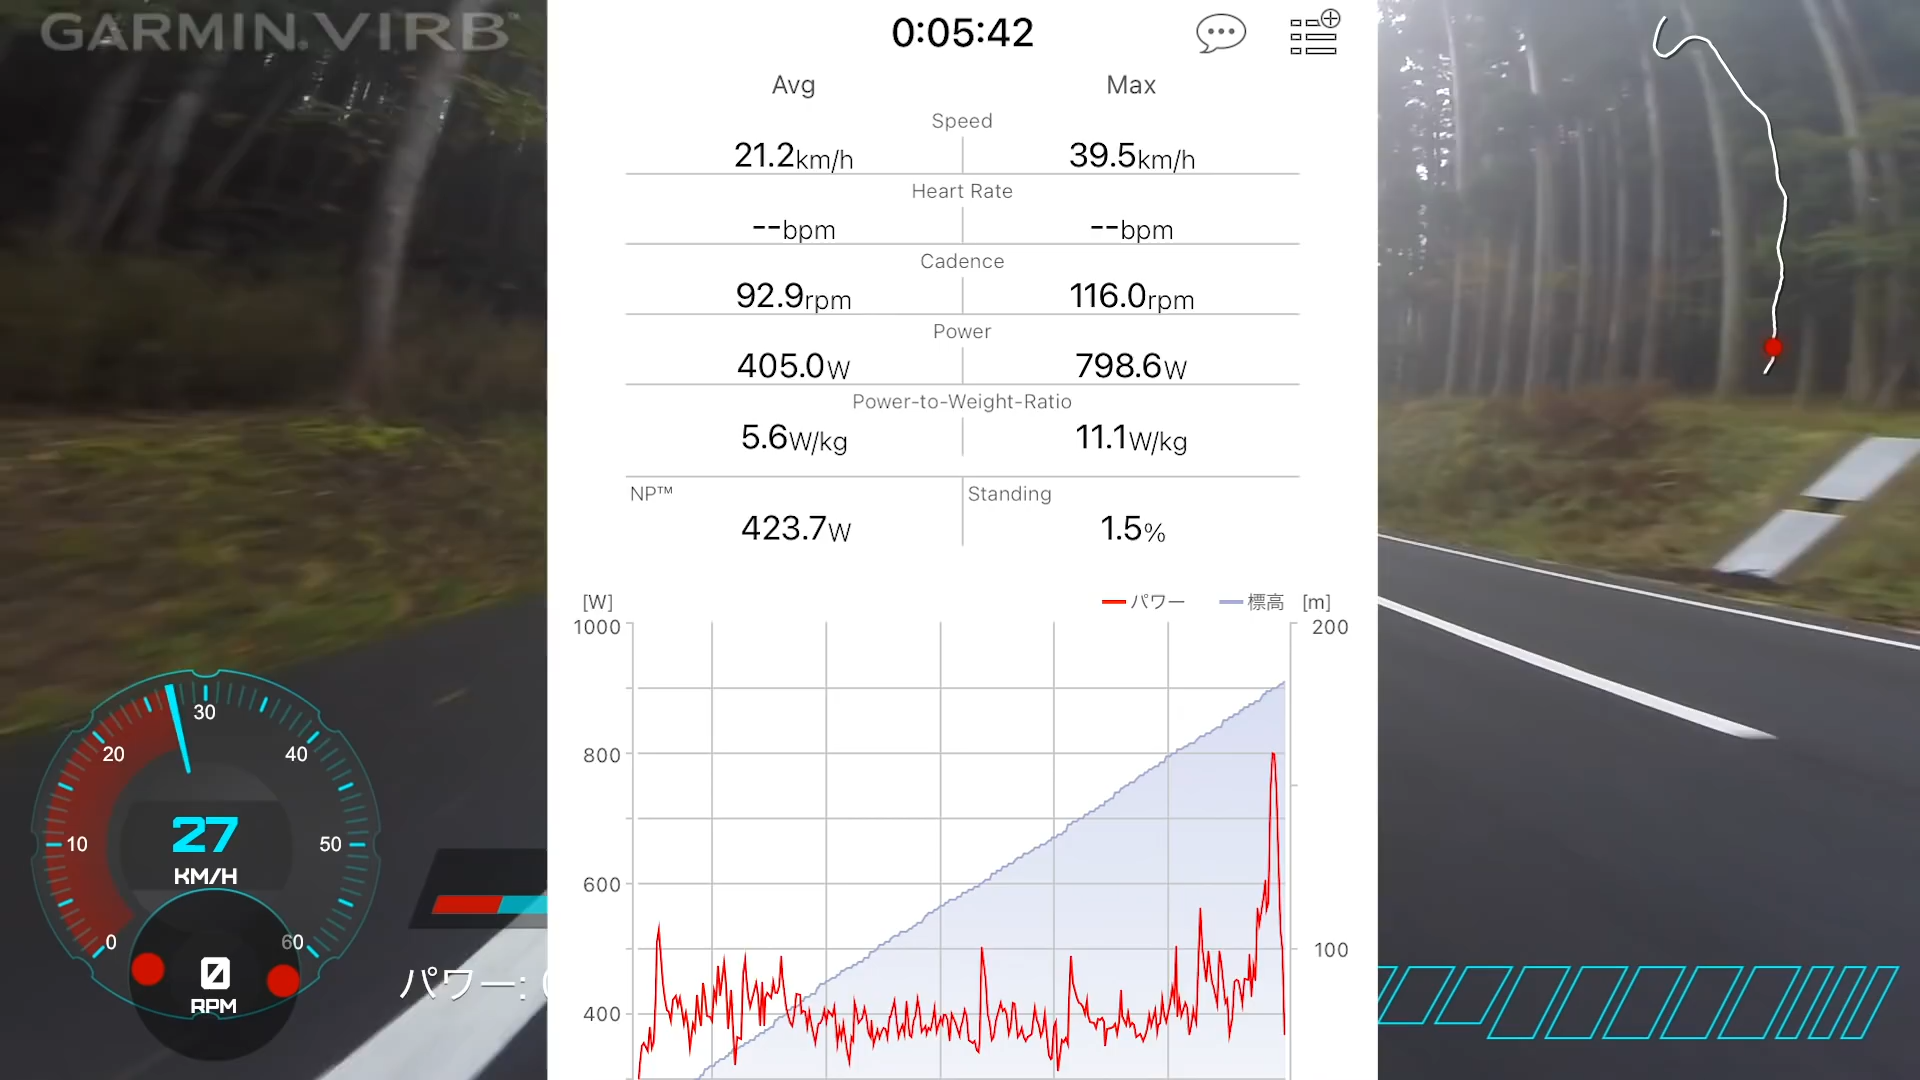 GARMIN. VIRB™
0:05:42
Avg Max
Speed
21.2km/h 39.5km/h
Heart Rate
--bpm --bpm
Cadence
92.9rpm 116.0rpm
Power
405.0W 798.6W
Power-to-Weight-Ratio
5.6W/kg 11.1W/kg
NP™ Standing
423.7W 1.5%
[W] パワー 標高 [m]
1000 200
800
600
400 100
0 10 20 30 40 50 60
27
KM/H
0
RPM
パワー: